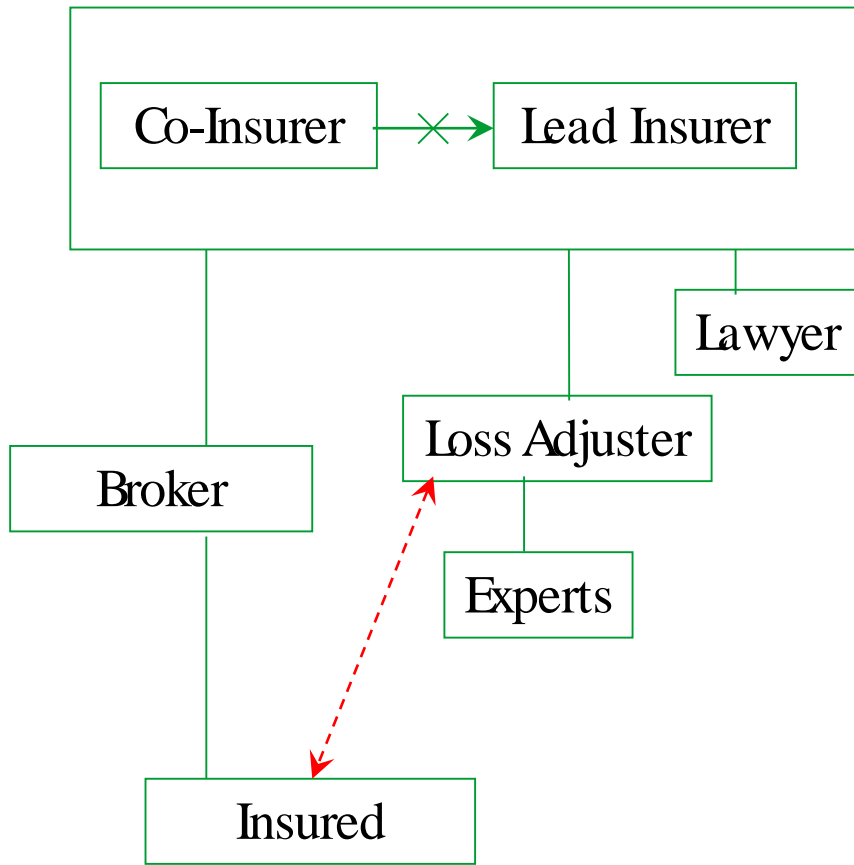 Co-Insurer
Lead Insurer
Lawyer
Loss Adjuster
Broker
Experts
Insured